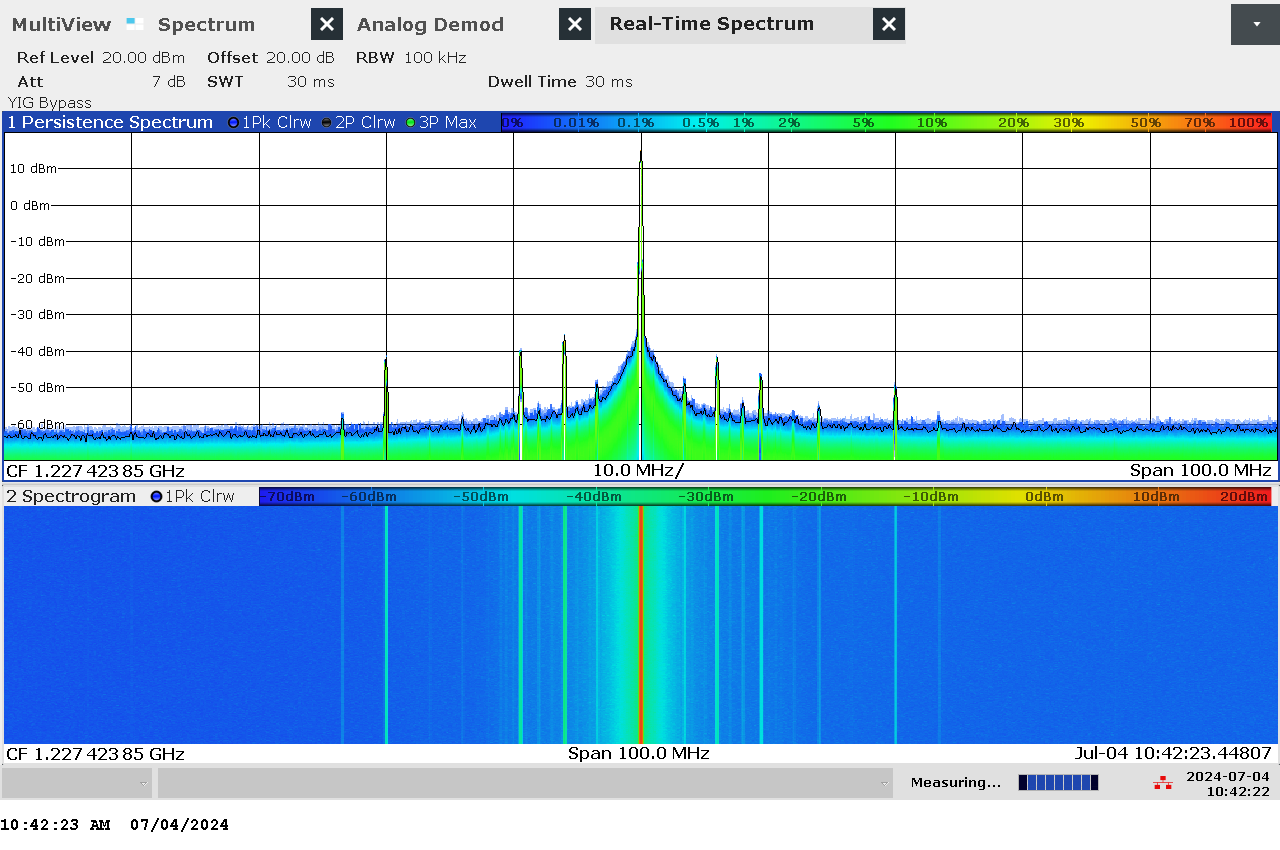 MultiView Spectrum Analog Demod Real-Time Spectrum
Ref Level 20.00 dBm Offset 20.00 dB RBW 100 kHz
Att 7 dB SWT 30 ms Dwell Time 30 ms
YIG Bypass
1 Persistence Spectrum 1Pk Clrw 2P Clrw 3P Max 0% 0.01% 0.1% 0.5% 1% 2% 5% 10% 20% 30% 50% 70% 100%
10 dBm
0 dBm
-10 dBm
-20 dBm
-30 dBm
-40 dBm
-50 dBm
-60 dBm
CF 1.227 423 85 GHz 10.0 MHz/ Span 100.0 MHz
2 Spectrogram 1Pk Clrw -70dBm -60dBm -50dBm -40dBm -30dBm -20dBm -10dBm 0dBm 10dBm 20dBm
CF 1.227 423 85 GHz Span 100.0 MHz Jul-04 10:42:23.44807
Measuring... 2024-07-04
10:42:22
10:42:23 AM 07/04/2024